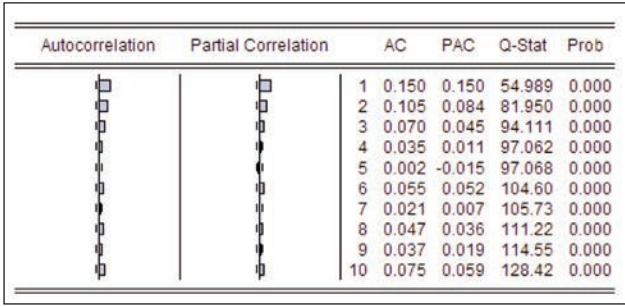 Autocorrelation Partial Correlation AC PAC Q-Stat Prob
1 0.150 0.150 54.989 0.000
2 0.105 0.084 81.950 0.000
3 0.070 0.045 94.111 0.000
4 0.035 0.011 97.062 0.000
5 0.002 -0.015 97.068 0.000
6 0.055 0.052 104.60 0.000
7 0.021 0.007 105.73 0.000
8 0.047 0.036 111.22 0.000
9 0.037 0.019 114.55 0.000
10 0.075 0.059 128.42 0.000